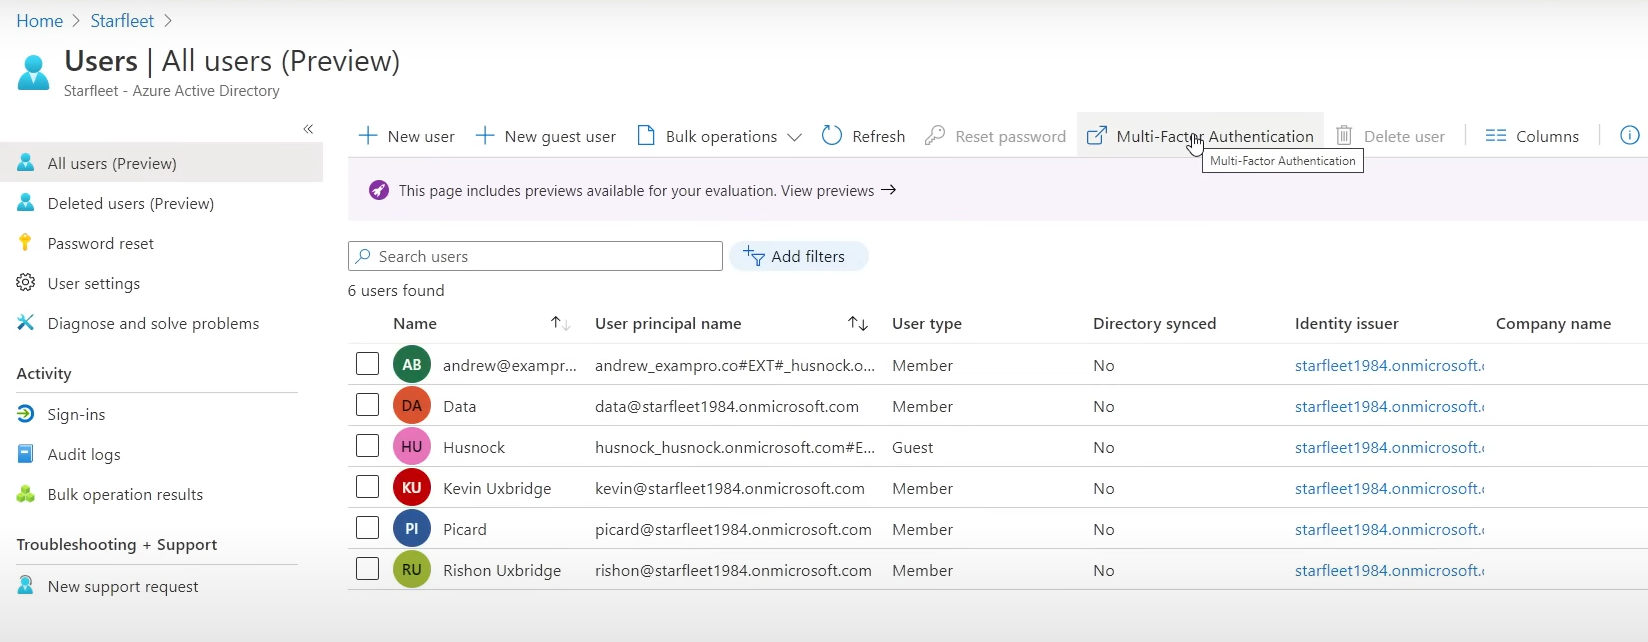 Home > Starfleet >
Users | All users (Preview)
Starfleet - Azure Active Directory
«
All users (Preview)
Deleted users (Preview)
Password reset
User settings
Diagnose and solve problems
Activity
Sign-ins
Audit logs
Bulk operation results
Troubleshooting + Support
New support request
New user New guest user Bulk operations Refresh Reset password Multi-Factor Authentication Delete user Columns
Multi-Factor Authentication
This page includes previews available for your evaluation. View previews →
Search users Add filters
6 users found
Name User principal name User type Directory synced Identity issuer Company name
AB andrew@exampr... andrew_exampro.co#EXT#_husnock.o... Member No starfleet1984.onmicrosoft.
DA Data data@starfleet1984.onmicrosoft.com Member No starfleet1984.onmicrosoft.
HU Husnock husnock_husnock.onmicrosoft.com#E... Guest No starfleet1984.onmicrosoft.
KU Kevin Uxbridge kevin@starfleet1984.onmicrosoft.com Member No starfleet1984.onmicrosoft.
PI Picard picard@starfleet1984.onmicrosoft.com Member No starfleet1984.onmicrosoft.
RU Rishon Uxbridge rishon@starfleet1984.onmicrosoft.com Member No starfleet1984.onmicrosoft.